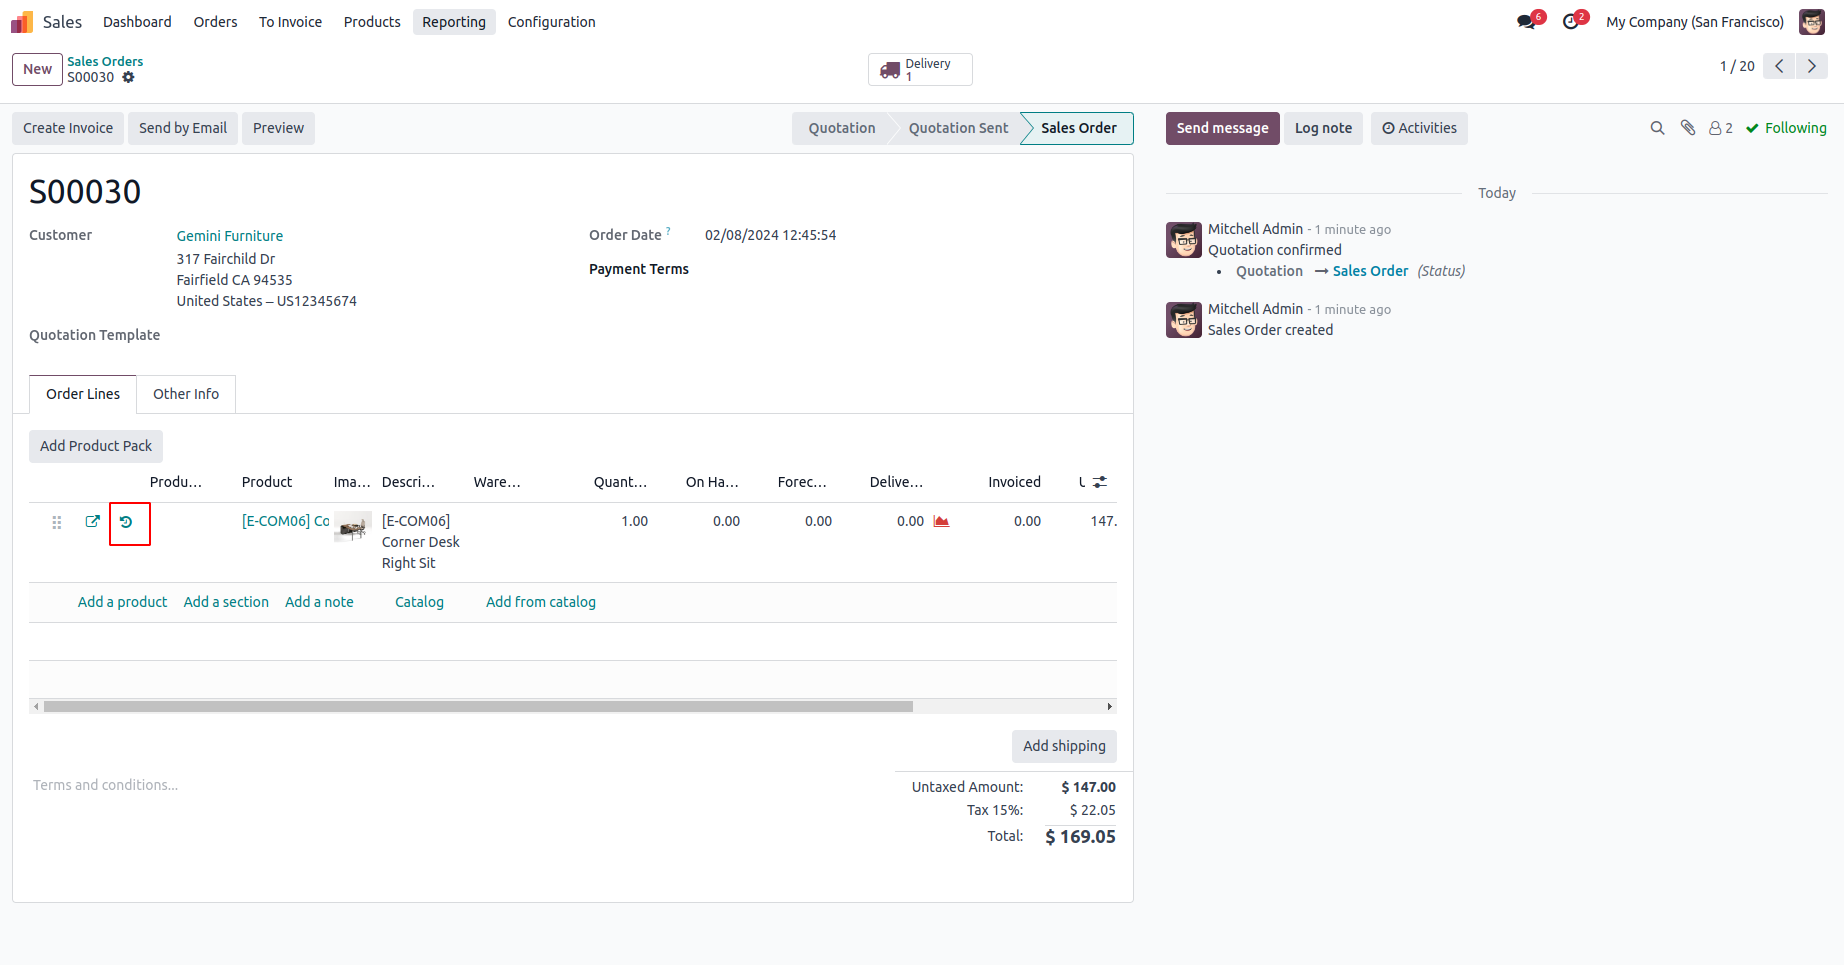 Sales Dashboard Orders To Invoice Products Reporting Configuration 6 2 My Company (San Francisco)
New Sales Orders
S00030
Delivery
1
1 / 20
Create Invoice Send by Email Preview Quotation Quotation Sent Sales Order Send message Log note Activities 2 Following
S00030
Customer Gemini Furniture
317 Fairchild Dr
Fairfield CA 94535
United States – US12345674
Order Date ? 02/08/2024 12:45:54
Payment Terms
Quotation Template
Order Lines Other Info
Add Product Pack
Produ... Product Ima... Descri... Ware... Quant... On Ha... Forec... Delive... Invoiced U
[E-COM06] Co [E-COM06] 1.00 0.00 0.00 0.00 0.00 147.
Corner Desk
Right Sit
Add a product Add a section Add a note Catalog Add from catalog
Add shipping
Terms and conditions...
Untaxed Amount: $ 147.00
Tax 15%: $ 22.05
Total: $ 169.05
Today
Mitchell Admin - 1 minute ago
Quotation confirmed
• Quotation → Sales Order (Status)
Mitchell Admin - 1 minute ago
Sales Order created